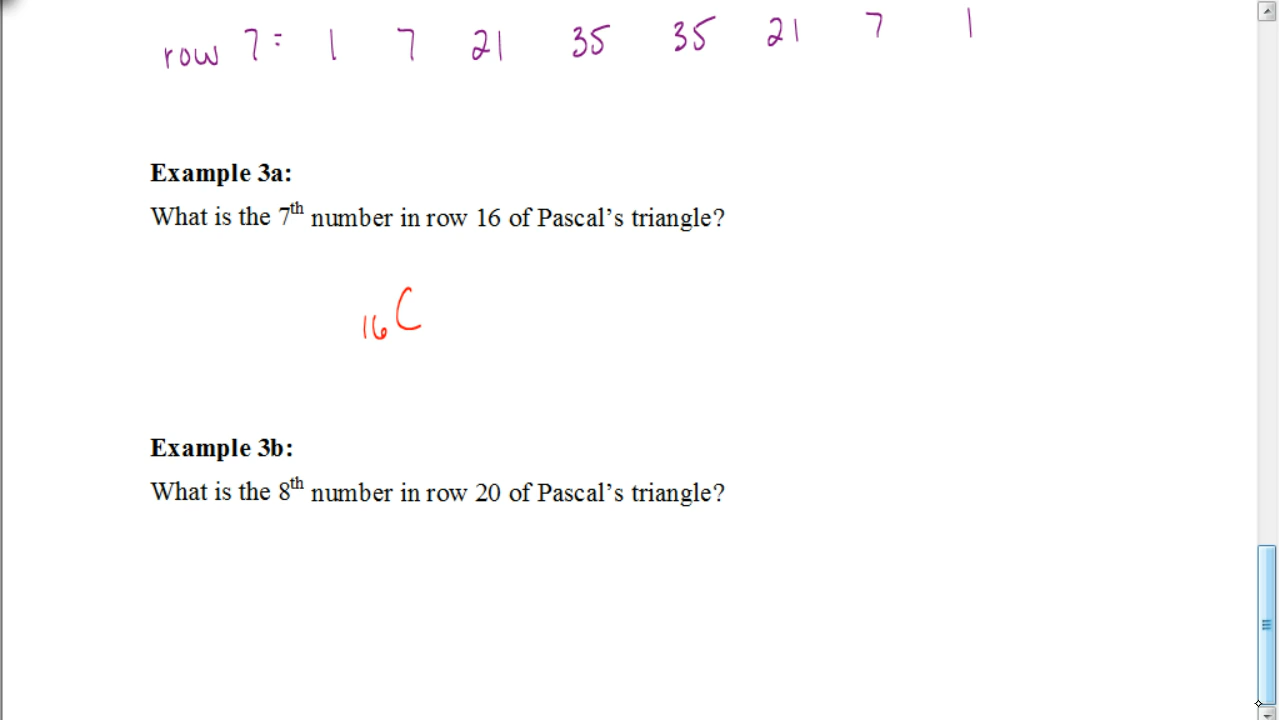 row 7: 1 7 21 35 35 21 7 1
Example 3a:
What is the 7th number in row 16 of Pascal’s triangle?
16C
Example 3b:
What is the 8th number in row 20 of Pascal’s triangle?